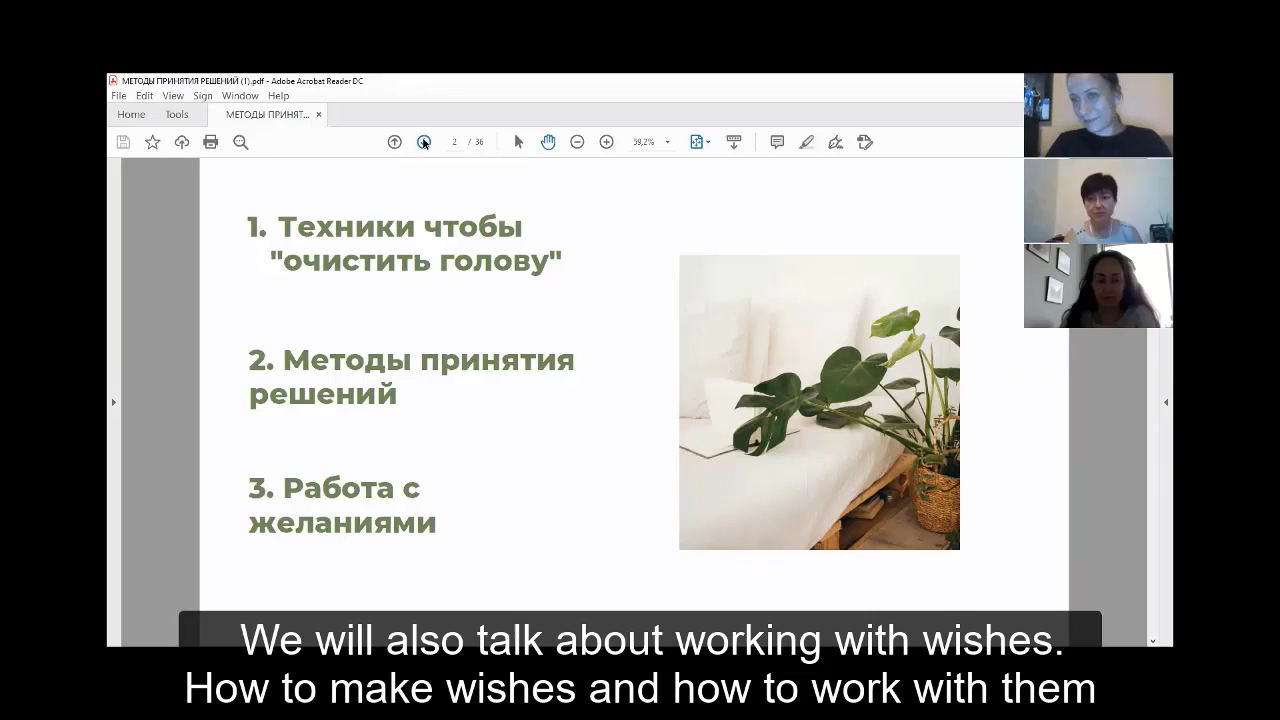 МЕТОДЫ ПРИНЯТИЯ РЕШЕНИЙ (1).pdf - Adobe Acrobat Reader DC
File Edit View Sign Window Help
Home Tools МЕТОДЫ ПРИНЯТ... ×
2 / 36 59,2%
1. Техники чтобы
"очистить голову"
2. Методы принятия
решений
3. Работа с
желаниями
We will also talk about working with wishes.
How to make wishes and how to work with them